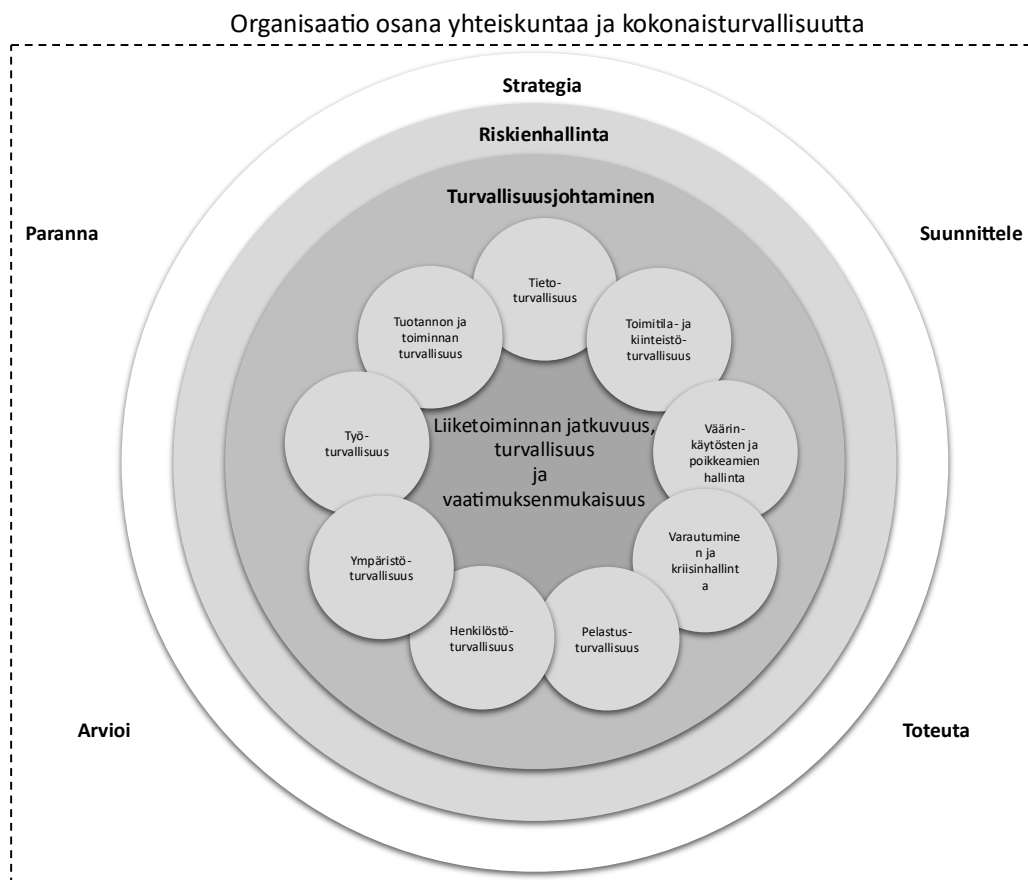 Organisaatio osana yhteiskuntaa ja kokonaisturvallisuutta
Strategia
Riskienhallinta
Turvallisuusjohtaminen
Paranna
Suunnittele
Tieto-
turvallisuus
Tuotannon ja
toiminnan
turvallisuus
Toimitila- ja
kiinteistö-
turvallisuus
Työ-
turvallisuus
Liiketoiminnan jatkuvuus,
turvallisuus
ja
vaatimuksenmukaisuus
Väärin-
käytösten ja
poikkeamien
hallinta
Ympäristö-
turvallisuus
Varautumine
n ja
kriisinhallint
a
Henkilöstö-
turvallisuus
Pelastus-
turvallisuus
Arvioi
Toteuta